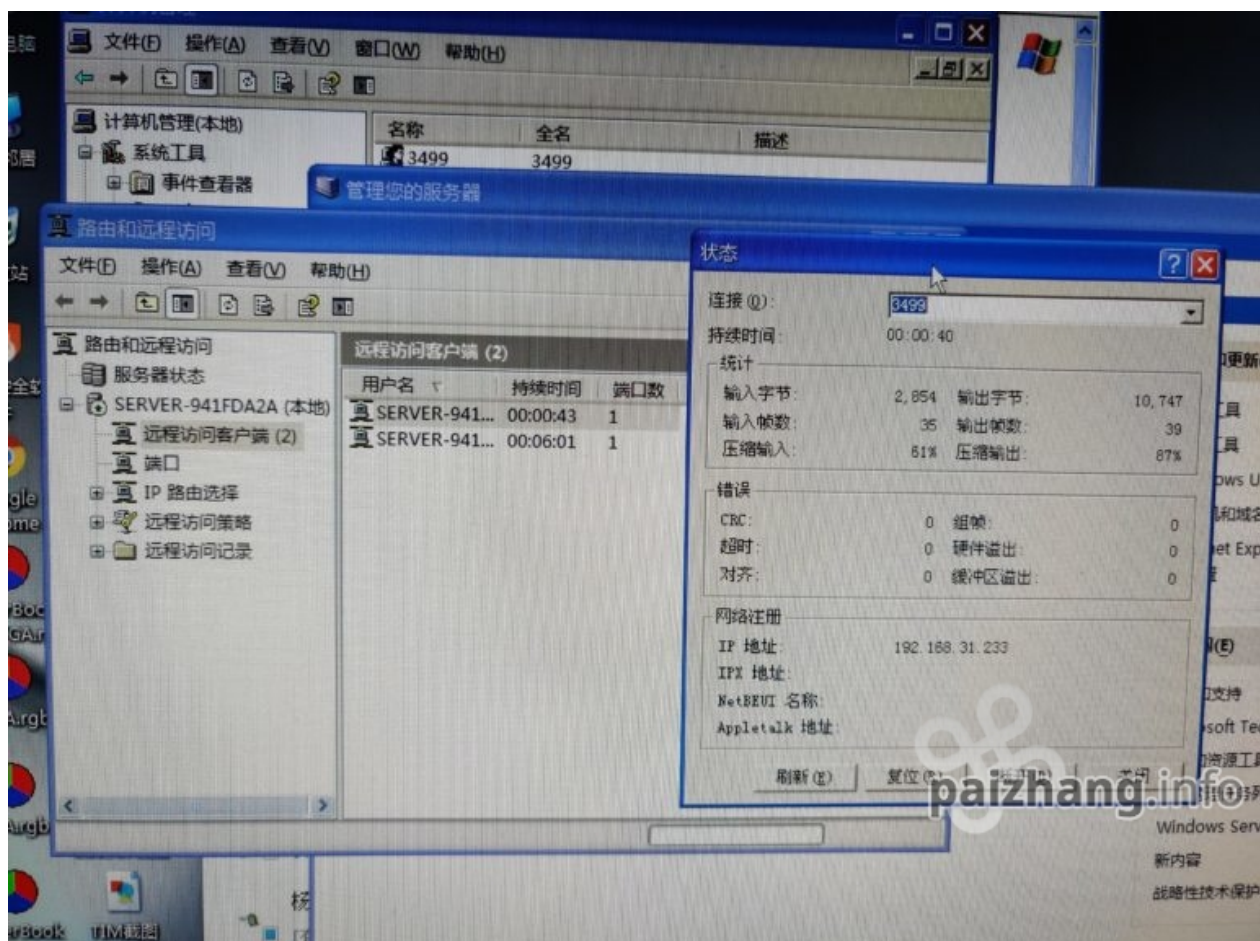 文件(F) 操作(A) 查看(V) 窗口(W) 帮助(H)
计算机管理(本地)
系统工具
事件查看器
名称 全名 描述
3499 3499
管理您的服务器
路由和远程访问
文件(F) 操作(A) 查看(V) 帮助(H)
路由和远程访问
服务器状态
SERVER-941FDA2A (本地)
远程访问客户端 (2)
端口
IP 路由选择
远程访问策略
远程访问记录
远程访问客户端 (2)
用户名 持续时间 端口数
SERVER-941... 00:00:43 1
SERVER-941... 00:06:01 1
状态
连接(O): 3499
持续时间: 00:00:40
统计
输入字节: 2,854 输出字节: 10,747
输入帧数: 35 输出帧数: 39
压缩输入: 61% 压缩输出: 87%
错误
CRC: 0 组帧: 0
超时: 0 硬件溢出: 0
对齐: 0 缓冲区溢出: 0
网络注册
IP 地址: 192.168.31.233
IPX 地址:
NetBEUI 名称:
Appletalk 地址:
刷新(E) 复位(R) 关闭
paizhang.info
Windows Serv
新内容
战略性技术保护
TIM截图
杨